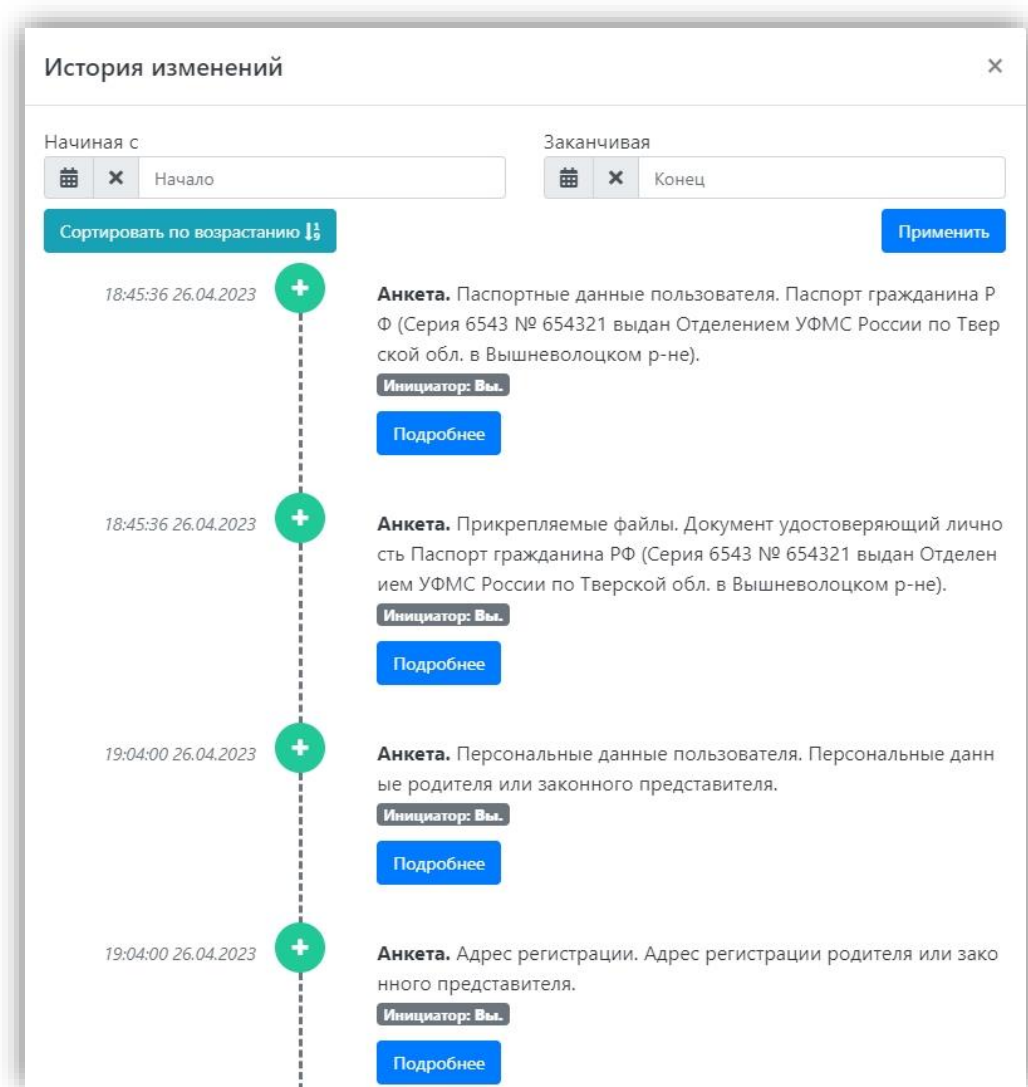 История изменений
Начиная с
Заканчивая
Начало
Конец
Сортировать по возрастанию
Применить
18:45:36 26.04.2023
Анкета. Паспортные данные пользователя. Паспорт гражданина Р
Ф (Серия 6543 № 654321 выдан Отделением УФМС России по Твер
ской обл. в Вышневолоцком р-не).
Инициатор: Вы.
Подробнее
18:45:36 26.04.2023
Анкета. Прикрепляемые файлы. Документ удостоверяющий лично
сть Паспорт гражданина РФ (Серия 6543 № 654321 выдан Отделен
ием УФМС России по Тверской обл. в Вышневолоцком р-не).
Инициатор: Вы.
Подробнее
19:04:00 26.04.2023
Анкета. Персональные данные пользователя. Персональные данн
ые родителя или законного представителя.
Инициатор: Вы.
Подробнее
19:04:00 26.04.2023
Анкета. Адрес регистрации. Адрес регистрации родителя или зако
нного представителя.
Инициатор: Вы.
Подробнее